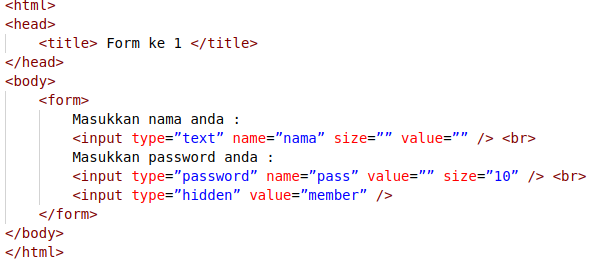 <html>
<head>
<title> Form ke 1 </title>
</head>
<body>
<form>
Masukkan nama anda :
<input type=”text” name=”nama” size=”” value=”” /> <br>
Masukkan password anda :
<input type=”password” name=”pass” value=”” size=”10” /> <br>
<input type=”hidden” value=”member” />
</form>
</body>
</html>